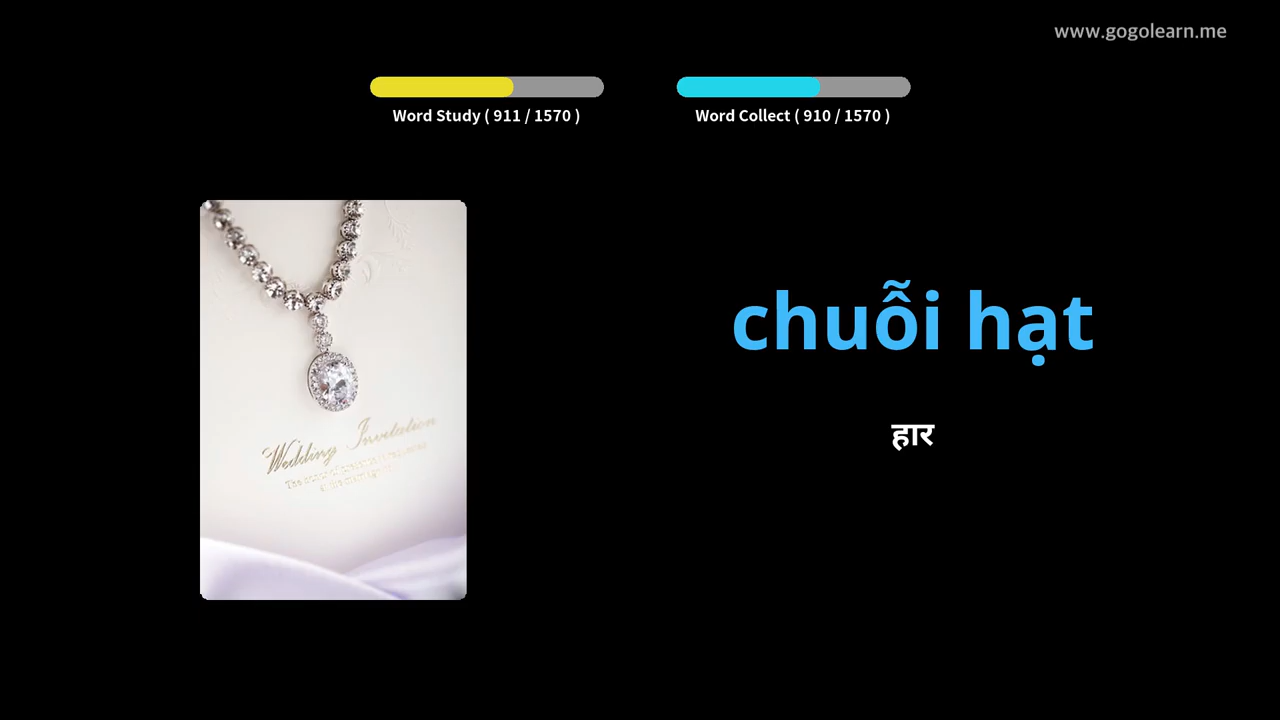 www.gogolearn.me
Word Study ( 911 / 1570 )
Word Collect ( 910 / 1570 )
chuỗi hạt
हार
Wedding Invitation